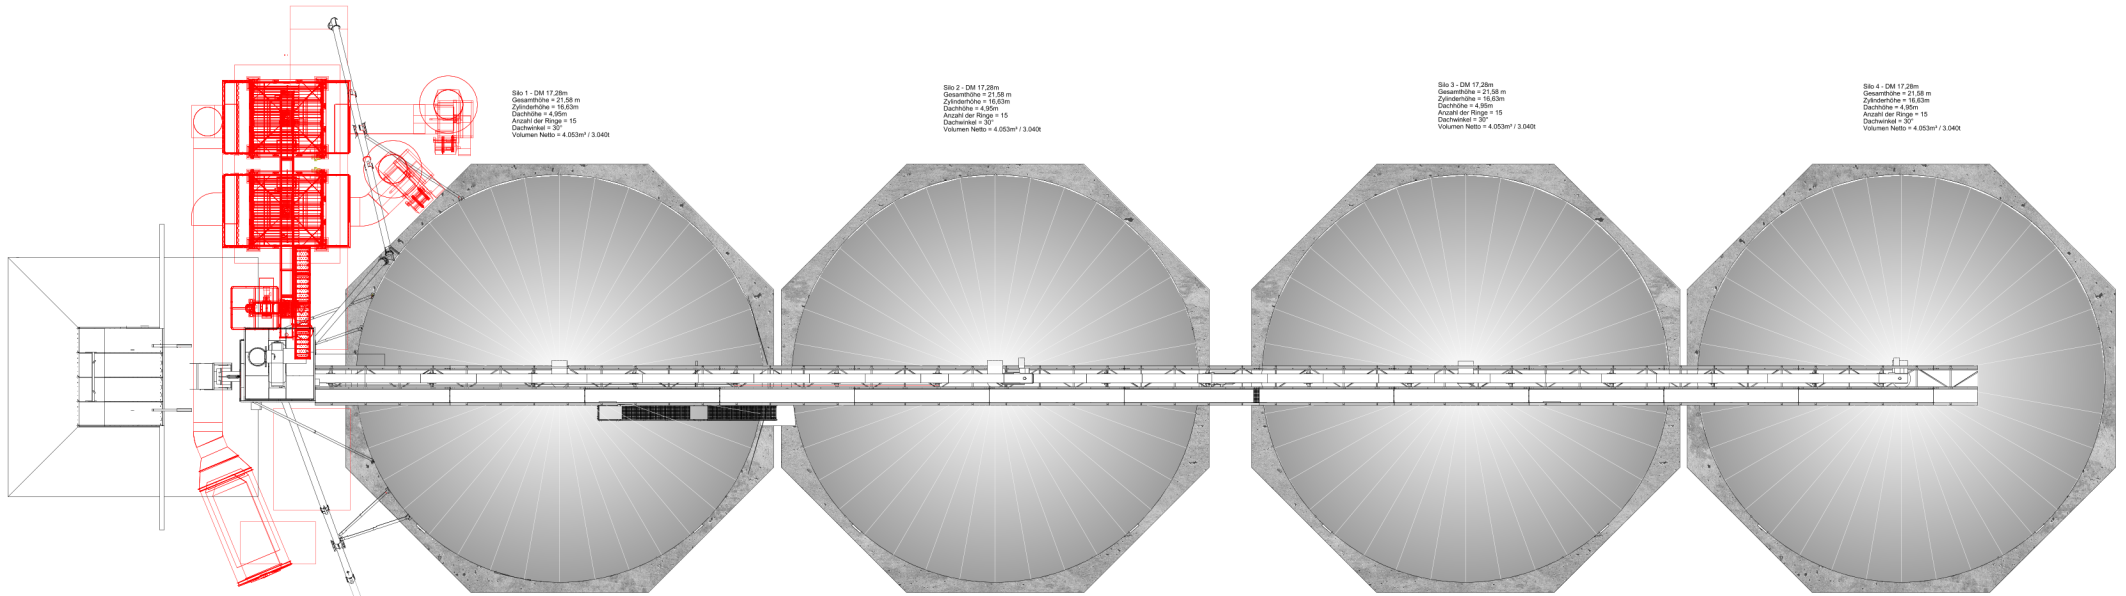 Silo 1 - DM 17,28m
Gesamthöhe = 21,58 m
Zylinderhöhe = 16,63m
Dachhöhe = 4,95m
Anzahl der Ringe = 15
Dachwinkel = 30°
Volumen Netto = 4.053m³ / 3.040t
Silo 2 - DM 17,28m
Gesamthöhe = 21,58 m
Zylinderhöhe = 16,63m
Dachhöhe = 4,95m
Anzahl der Ringe = 15
Dachwinkel = 30°
Volumen Netto = 4.053m³ / 3.040t
Silo 3 - DM 17,28m
Gesamthöhe = 21,58 m
Zylinderhöhe = 16,63m
Dachhöhe = 4,95m
Anzahl der Ringe = 15
Dachwinkel = 30°
Volumen Netto = 4.053m³ / 3.040t
Silo 4 - DM 17,28m
Gesamthöhe = 21,58 m
Zylinderhöhe = 16,63m
Dachhöhe = 4,95m
Anzahl der Ringe = 15
Dachwinkel = 30°
Volumen Netto = 4.053m³ / 3.040t